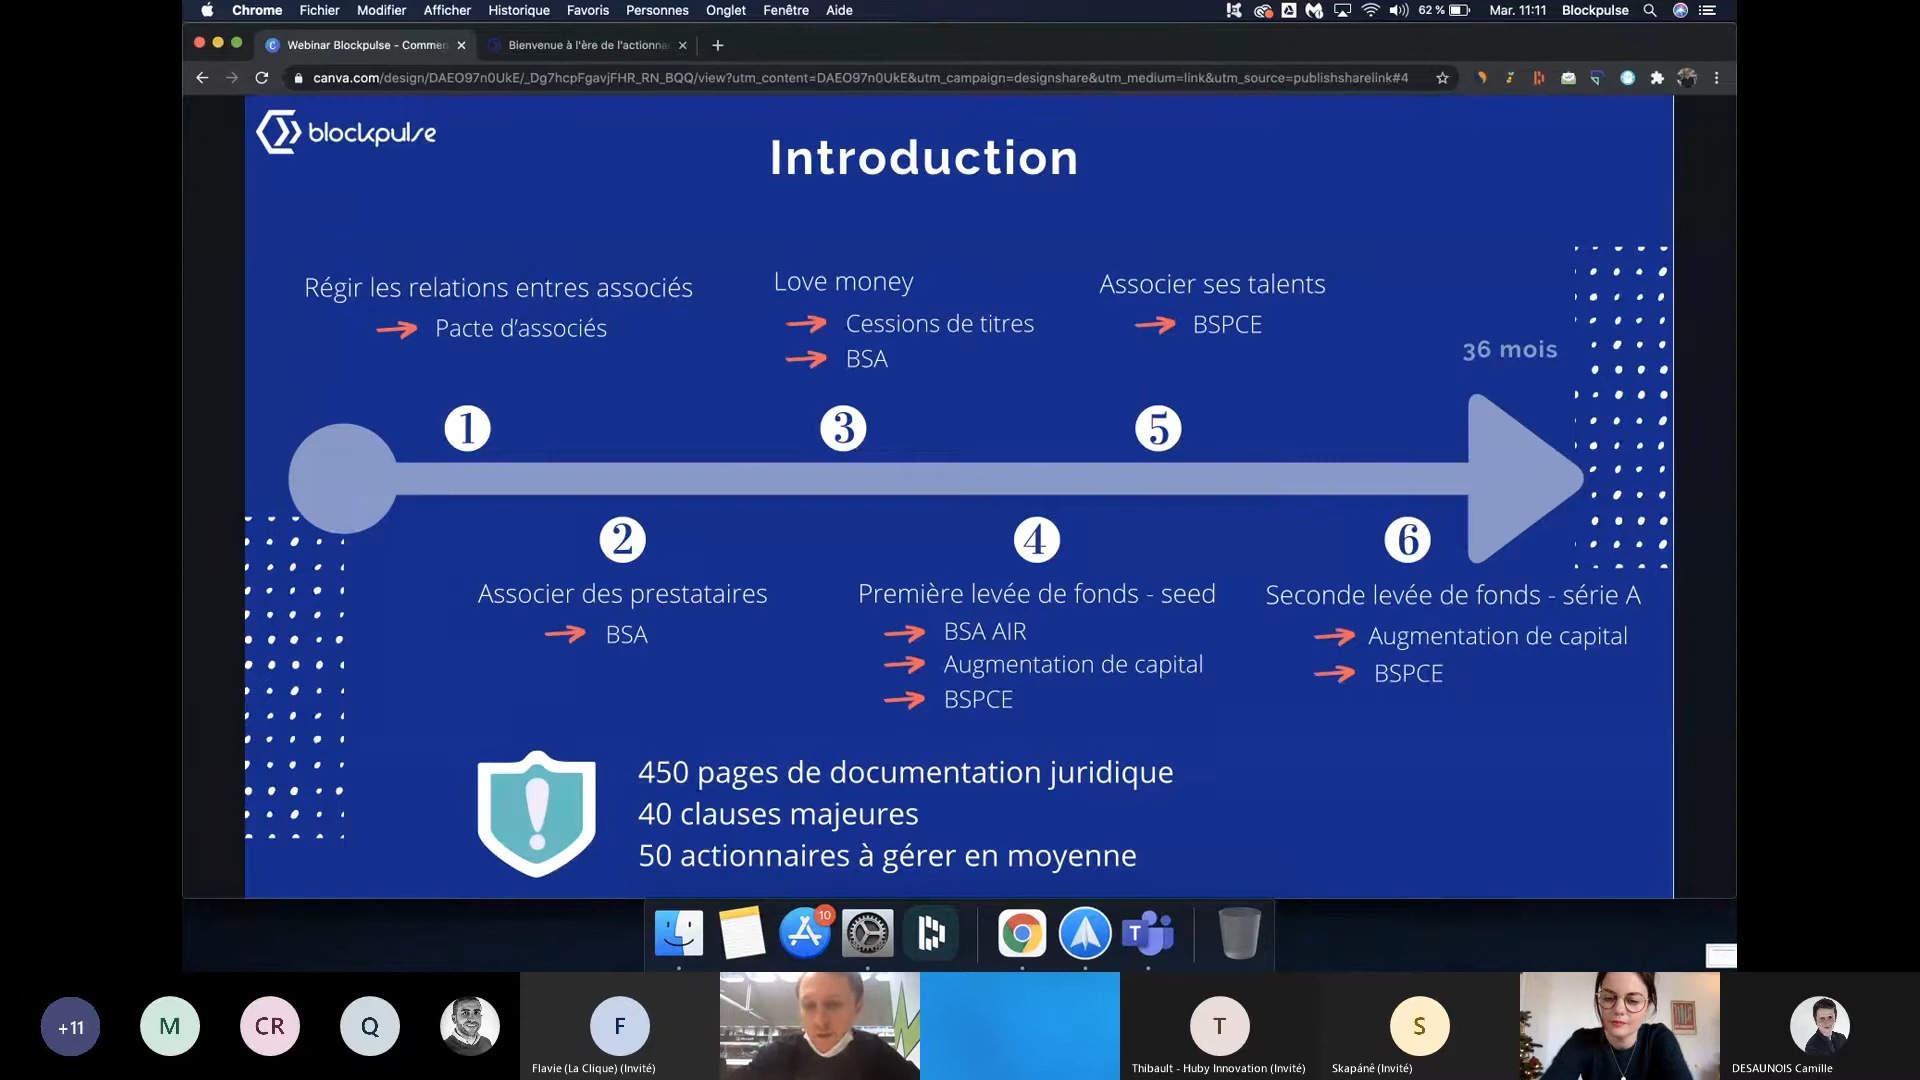 Chrome Fichier Modifier Afficher Historique Favoris Personnes Onglet Fenêtre Aide 62 % Mar. 11:11 Blockpulse
Webinar Blockpulse - Commen
Bienvenue à l'ère de l'actionna
canva.com/design/DAEO97n0UkE/_Dg7hcpFgavjFHR_RN_BQQ/view?utm_content=DAEO97n0UkE&utm_campaign=designshare&utm_medium=link&utm_source=publishsharelink#4
blockpulse
Introduction
Régir les relations entres associés
Pacte d'associés
Love money
Cessions de titres
BSA
Associer ses talents
BSPCE
36 mois
1
3
5
2
4
6
Associer des prestataires
BSA
Première levée de fonds - seed
BSA AIR
Augmentation de capital
BSPCE
Seconde levée de fonds - série A
Augmentation de capital
BSPCE
450 pages de documentation juridique
40 clauses majeures
50 actionnaires à gérer en moyenne
10
T
+11
M
CR
Q
F
Flavie (La Clique) (Invité)
T
Thibault - Huby Innovation (Invité)
S
Skapánē (Invité)
DESAUNOIS Camille